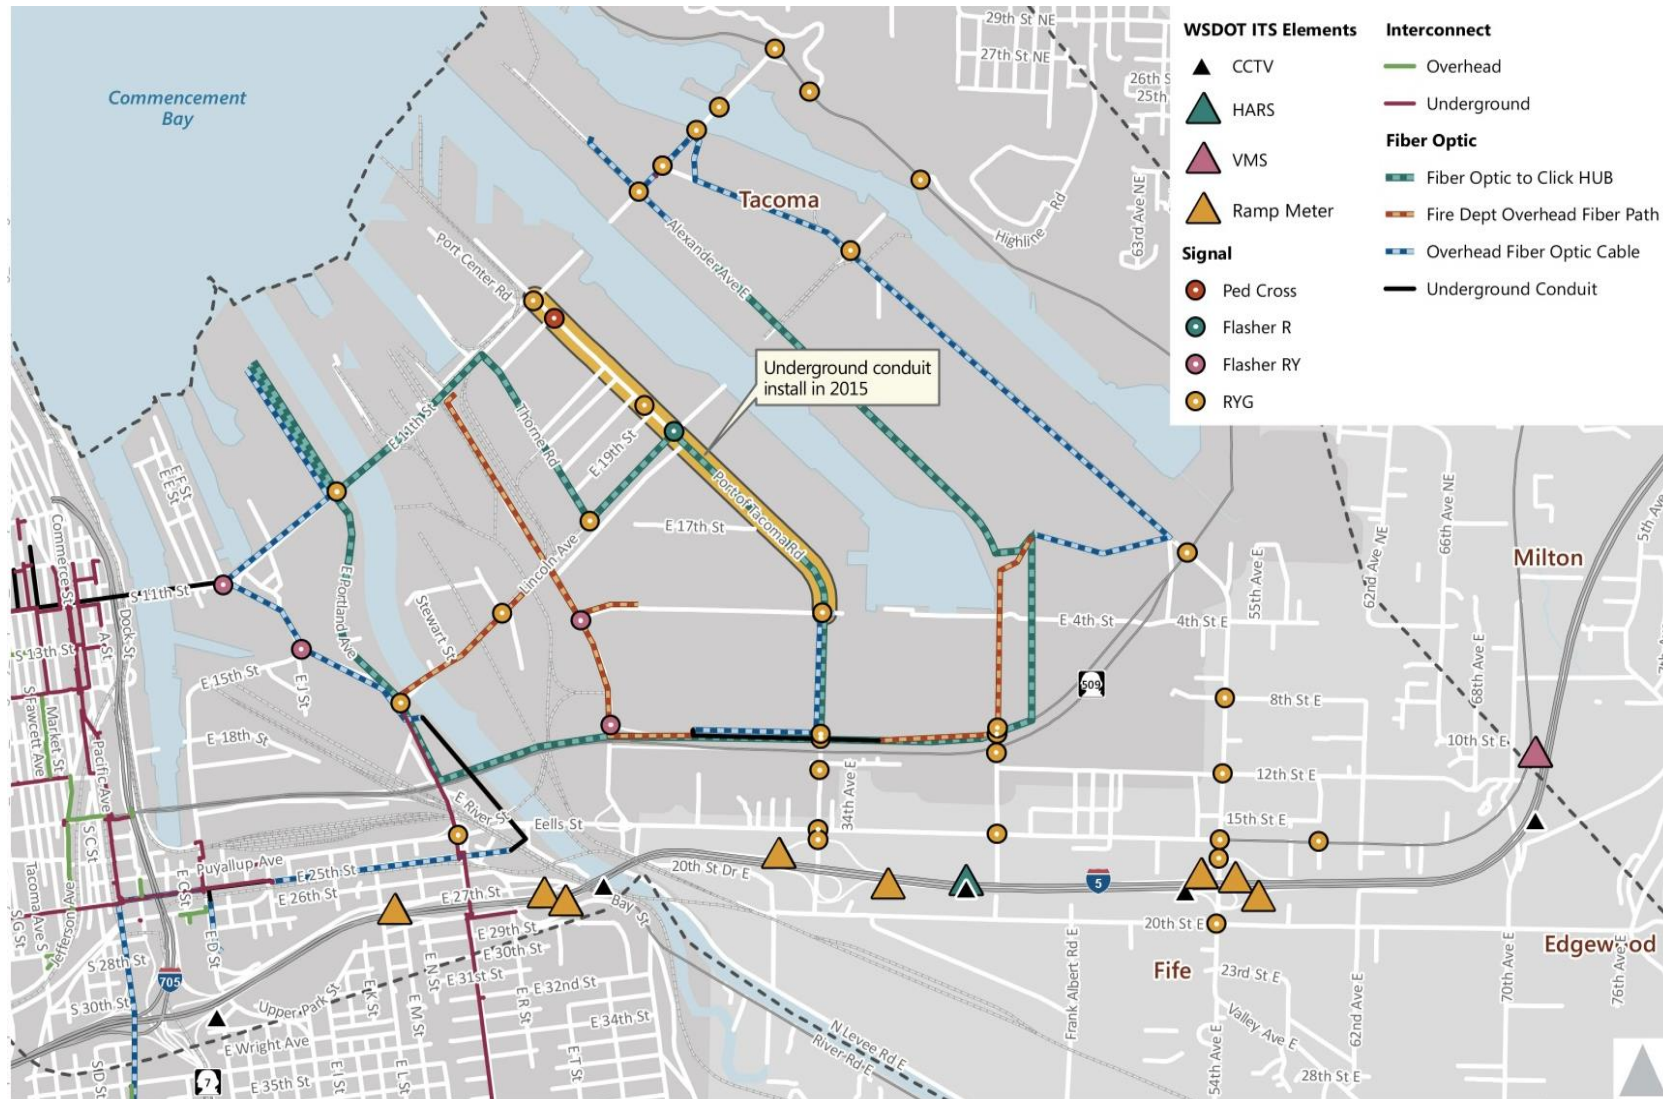 Commencement
Bay
29th St NE
27th St NE
26th S
25th
63rd Ave NE
Highline
Rd
Tacoma
Port Center Rd
Alexander Ave E
WSDOT ITS Elements
CCTV
HARS
VMS
Ramp Meter
Signal
Ped Cross
Flasher R
Flasher RY
RYG
Interconnect
Overhead
Underground
Fiber Optic
Fiber Optic to Click HUB
Fire Dept Overhead Fiber Path
Overhead Fiber Optic Cable
Underground Conduit
Underground conduit
install in 2015
E 11th St
Thorne Rd
E 19th St
Port of Tacoma Rd
E 17th St
Lincoln Ave
E F St
E E St
Commerce St
Dock St
A St
S 11th St
E Portland Ave
Stewart St
S 13th St
E 15th St
E J St
E 18th St
S Fawcett Ave
Market St
Pacific Ave
S C St
Tacoma Ave S
Jefferson Ave
S G St
E 4th St
4th St E
55th Ave E
62nd Ave NE
66th Ave NE
68th Ave E
5th Ave
7th
Milton
509
8th St E
10th St E
12th St E
15th St E
34th Ave E
E River St
Eells St
Puyallup Ave
E 25th St
E 26th St
E 27th St
E C St
E D St
20th St Dr E
5
Bay St
E 29th St
E 30th St
E 31st St
E 32nd St
E 34th St
S 28th St
S 30th St
705
Upper Park St
E Wright Ave
E 35th St
7
S D St
E K St
E I St
E L St
E M St
E N St
E R St
E T St
N Levee Rd E
River Rd E
Frank Albert Rd E
20th St E
Fife
23rd St E
Valley Ave E
28th St E
54th Ave E
62nd Ave E
70th Ave E
76th Ave E
Edgewood